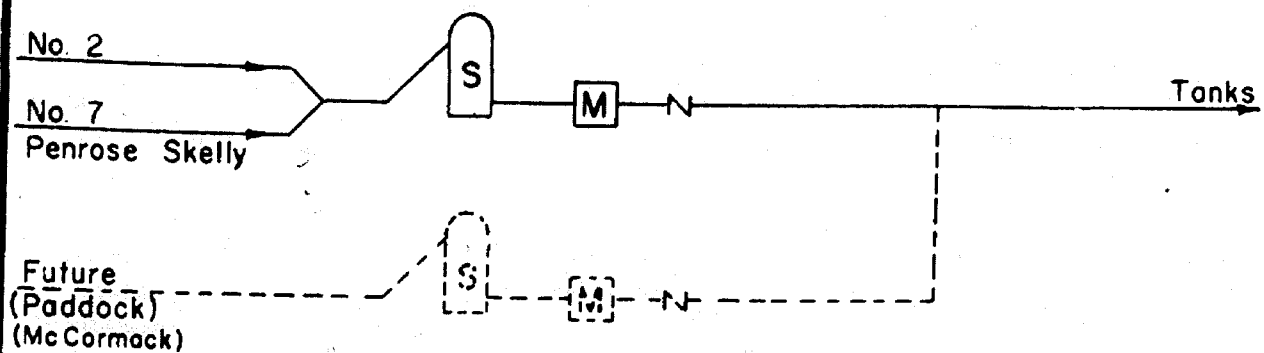 No. 2
S
M
N
Tanks
No. 7
Penrose Skelly
S
M
N
Future
(Paddock)
(McCormack)